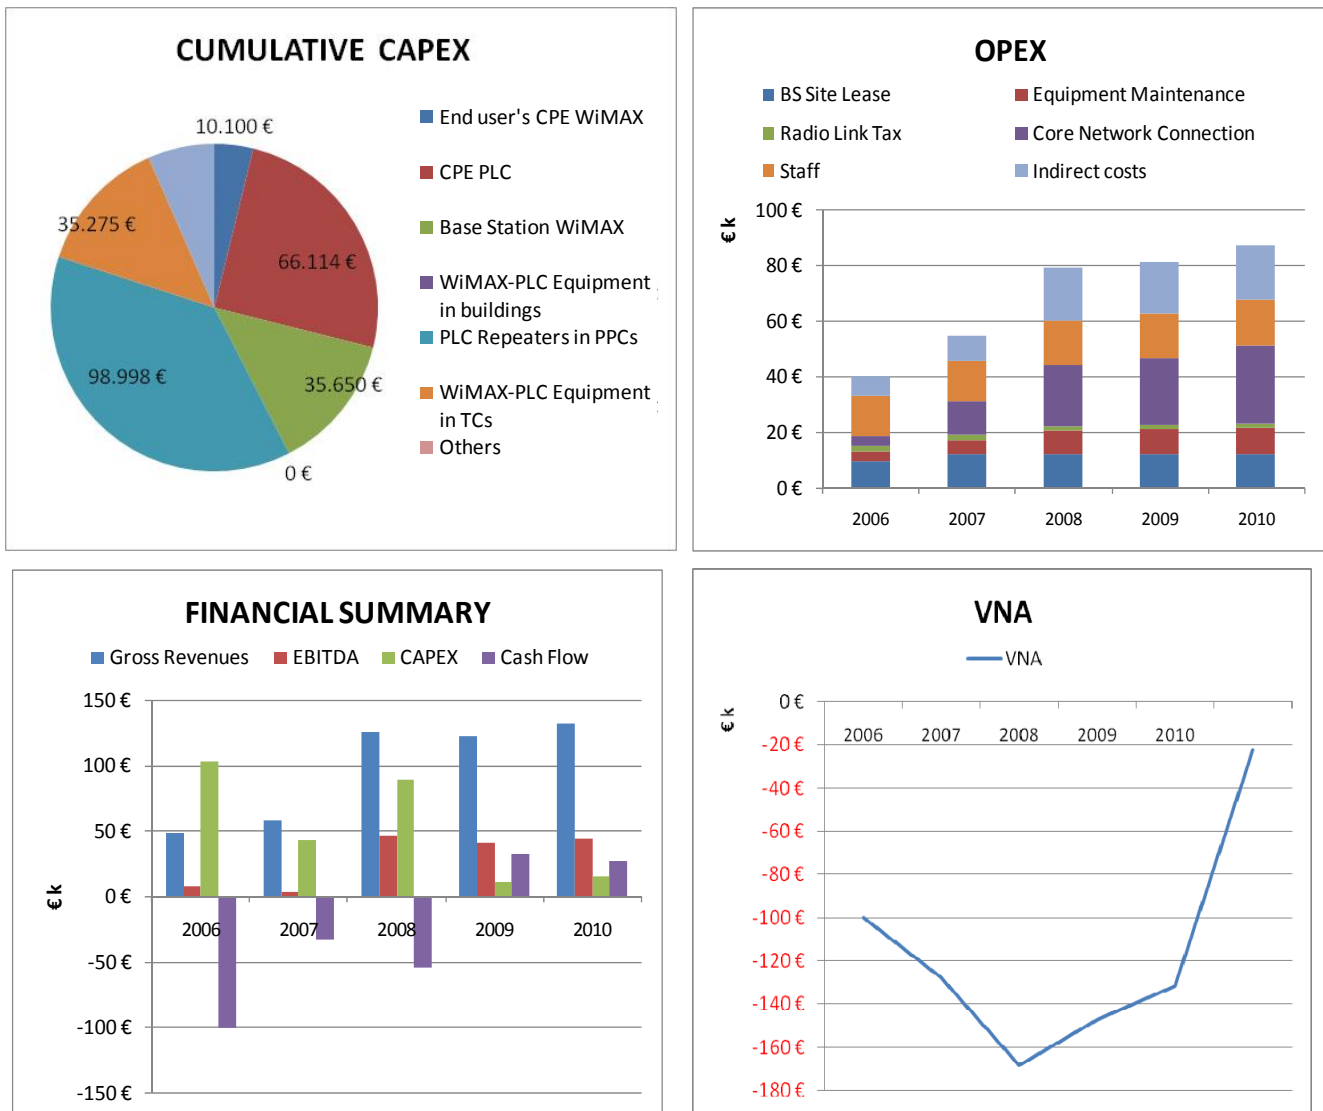 CUMULATIVE CAPEX
10.100 €
66.114 €
35.650 €
0 €
98.998 €
35.275 €
End user's CPE WiMAX
CPE PLC
Base Station WiMAX
WiMAX-PLC Equipment
in buildings
PLC Repeaters in PPCs
WiMAX-PLC Equipment
in TCs
Others
OPEX
BS Site Lease
Equipment Maintenance
Radio Link Tax
Core Network Connection
Staff
Indirect costs
€ k
100 €
80 €
60 €
40 €
20 €
0 €
2006 2007 2008 2009 2010
FINANCIAL SUMMARY
Gross Revenues EBITDA CAPEX Cash Flow
€ k
150 €
100 €
50 €
0 €
-50 €
-100 €
-150 €
2006 2007 2008 2009 2010
VNA
VNA
€ k
0 €
-20 €
-40 €
-60 €
-80 €
-100 €
-120 €
-140 €
-160 €
-180 €
2006 2007 2008 2009 2010